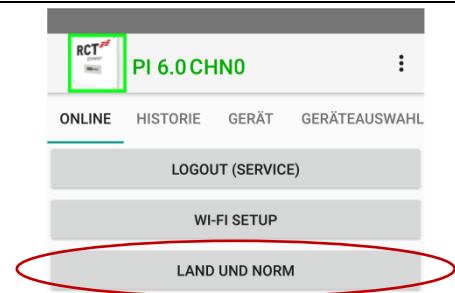 RCT
power
PI 6.0 CHN0
ONLINE HISTORIE GERÄT GERÄTEAUSWAHL
LOGOUT (SERVICE)
WI-FI SETUP
LAND UND NORM